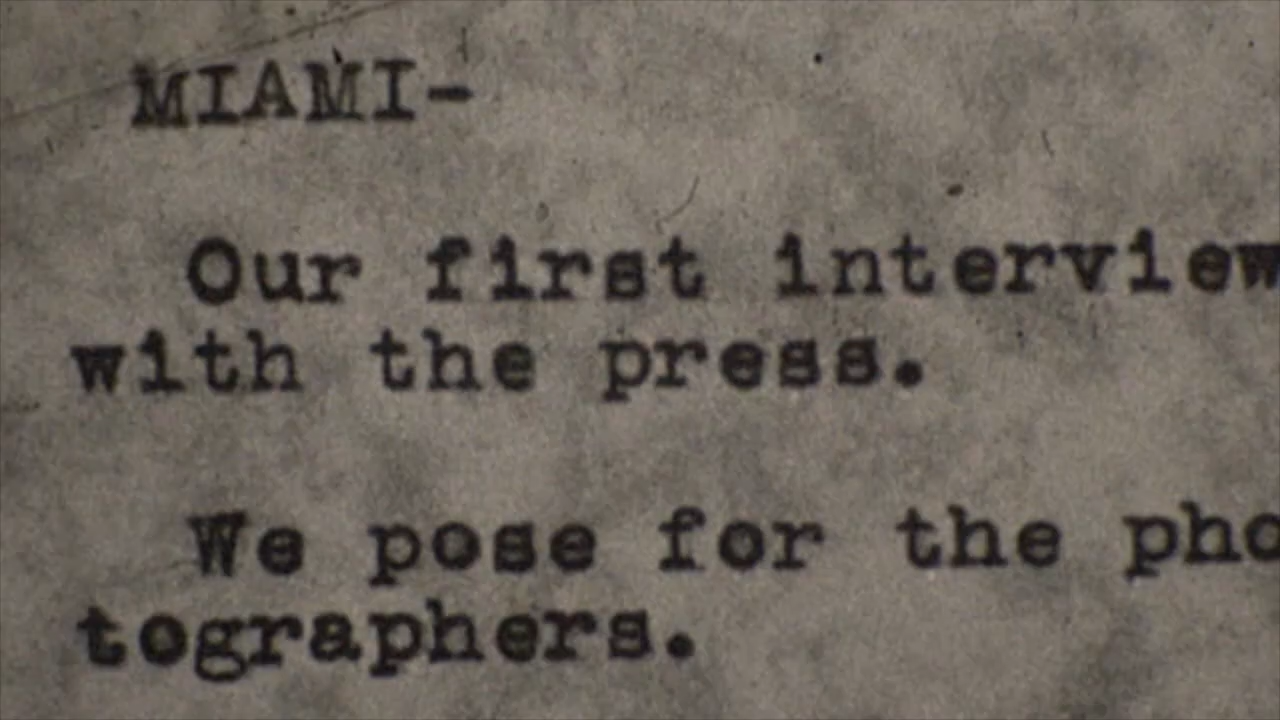 MIAMI-
Our first interview
with the press.
We pose for the pho
tographers.